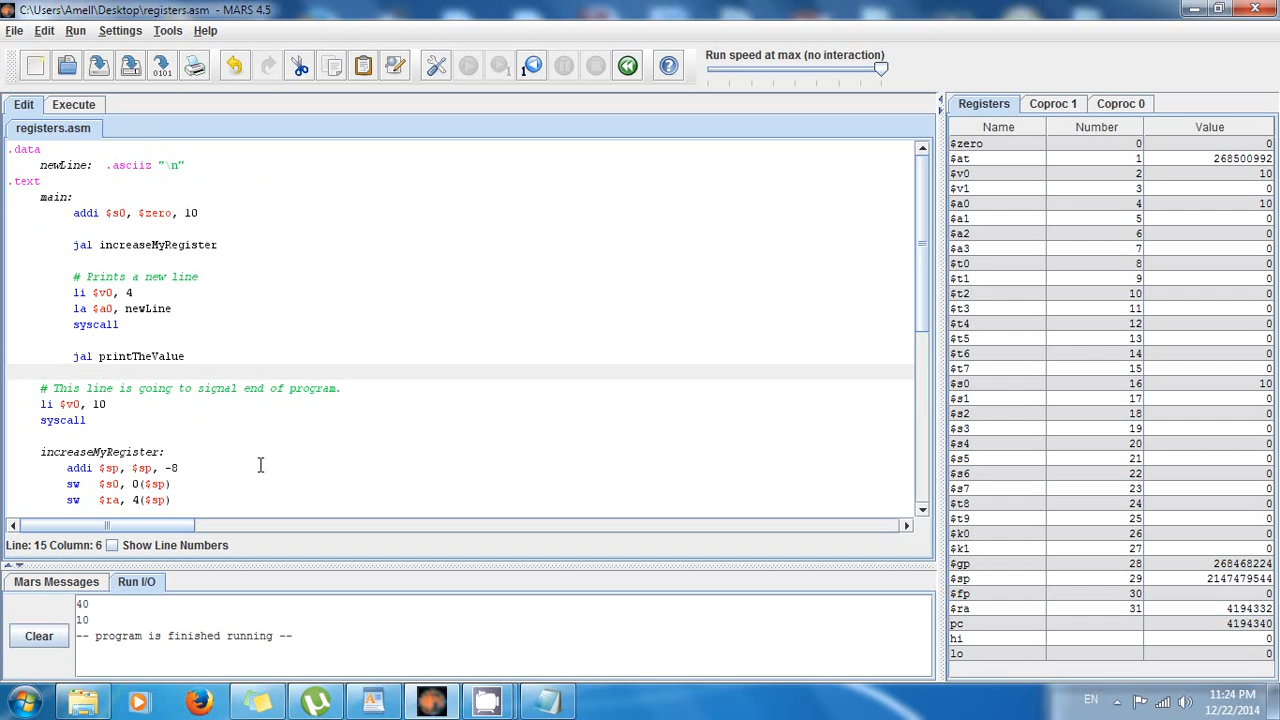 C:\Users\Amell\Desktop\registers.asm - MARS 4.5
File Edit Run Settings Tools Help
Run speed at max (no interaction)
Edit Execute
registers.asm
.data
newLine: .asciiz "\n"
.text
main:
addi $s0, $zero, 10
jal increaseMyRegister
# Prints a new line
li $v0, 4
la $a0, newLine
syscall
jal printTheValue
# This line is going to signal end of program.
li $v0, 10
syscall
increaseMyRegister:
addi $sp, $sp, -8
sw $s0, 0($sp)
sw $ra, 4($sp)
Line: 15 Column: 6 Show Line Numbers
Mars Messages Run I/O
Clear
40
10
-- program is finished running --
Registers Coproc 1 Coproc 0
Name Number Value
$zero 0 0
$at 1 268500992
$v0 2 10
$v1 3 0
$a0 4 10
$a1 5 0
$a2 6 0
$a3 7 0
$t0 8 0
$t1 9 0
$t2 10 0
$t3 11 0
$t4 12 0
$t5 13 0
$t6 14 0
$t7 15 0
$s0 16 10
$s1 17 0
$s2 18 0
$s3 19 0
$s4 20 0
$s5 21 0
$s6 22 0
$s7 23 0
$t8 24 0
$t9 25 0
$k0 26 0
$k1 27 0
$gp 28 268468224
$sp 29 2147479544
$fp 30 0
$ra 31 4194332
pc 4194340
hi 0
lo 0
EN
11:24 PM
12/22/2014